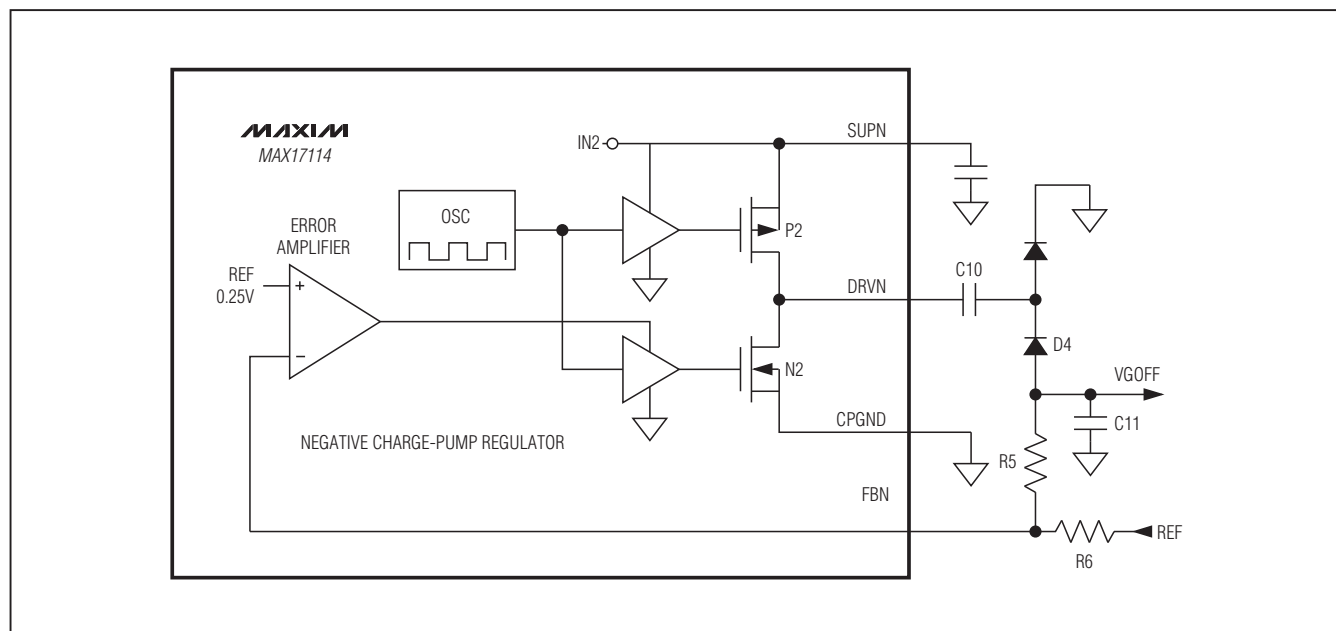 MAXIM
MAX17114
IN2
SUPN
OSC
ERROR
AMPLIFIER
P2
REF
0.25V
+
C10
DRVN
−
D4
N2
VGOFF
CPGND
C11
NEGATIVE CHARGE-PUMP REGULATOR
R5
FBN
REF
R6